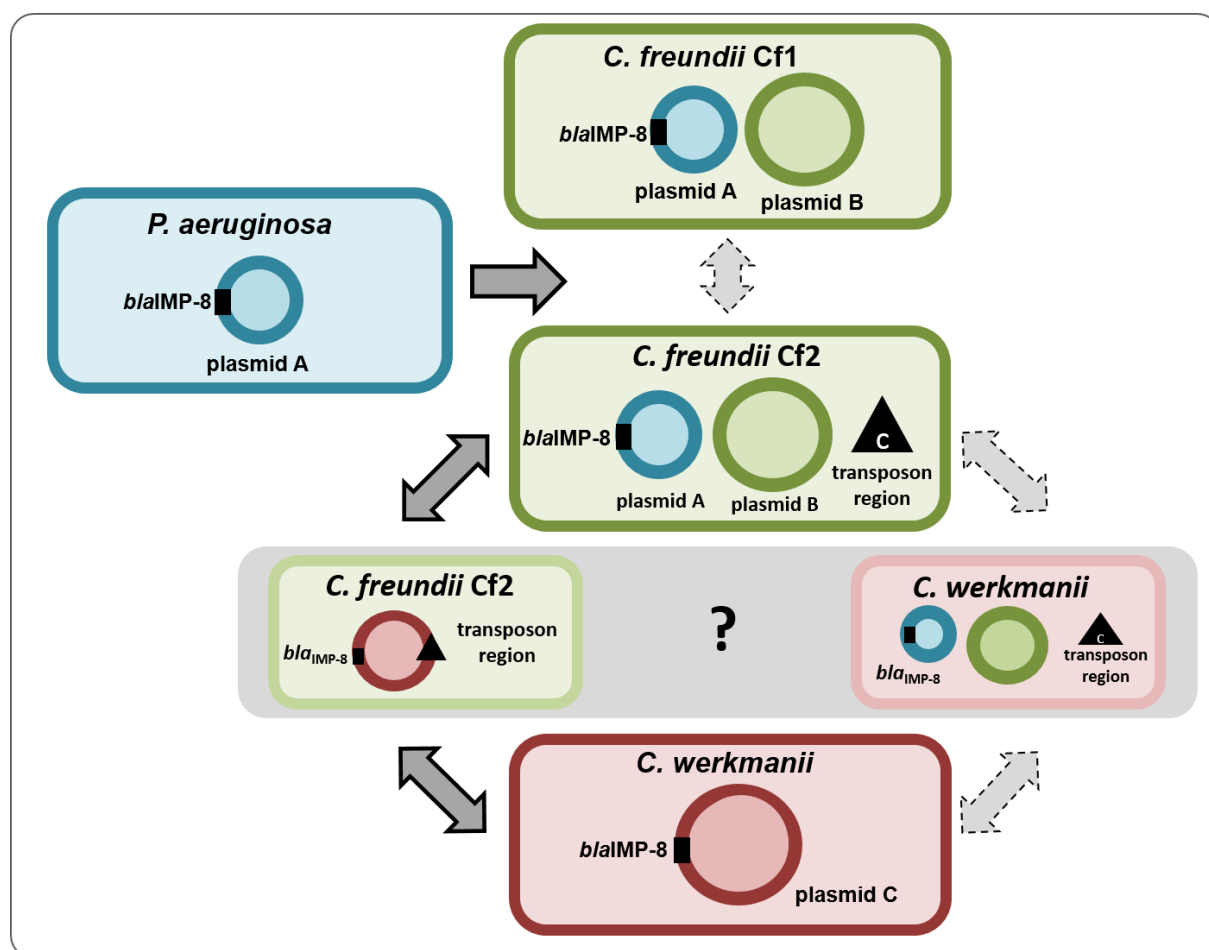 C. freundii Cf1
blaIMP-8
plasmid A
plasmid B
P. aeruginosa
blaIMP-8
plasmid A
C. freundii Cf2
blaIMP-8
C
plasmid A
plasmid B
transposon
region
C. freundii Cf2
transposon
region
blaIMP-8
?
C. werkmanii
C
transposon
region
blaIMP-8
C. werkmanii
blaIMP-8
plasmid C